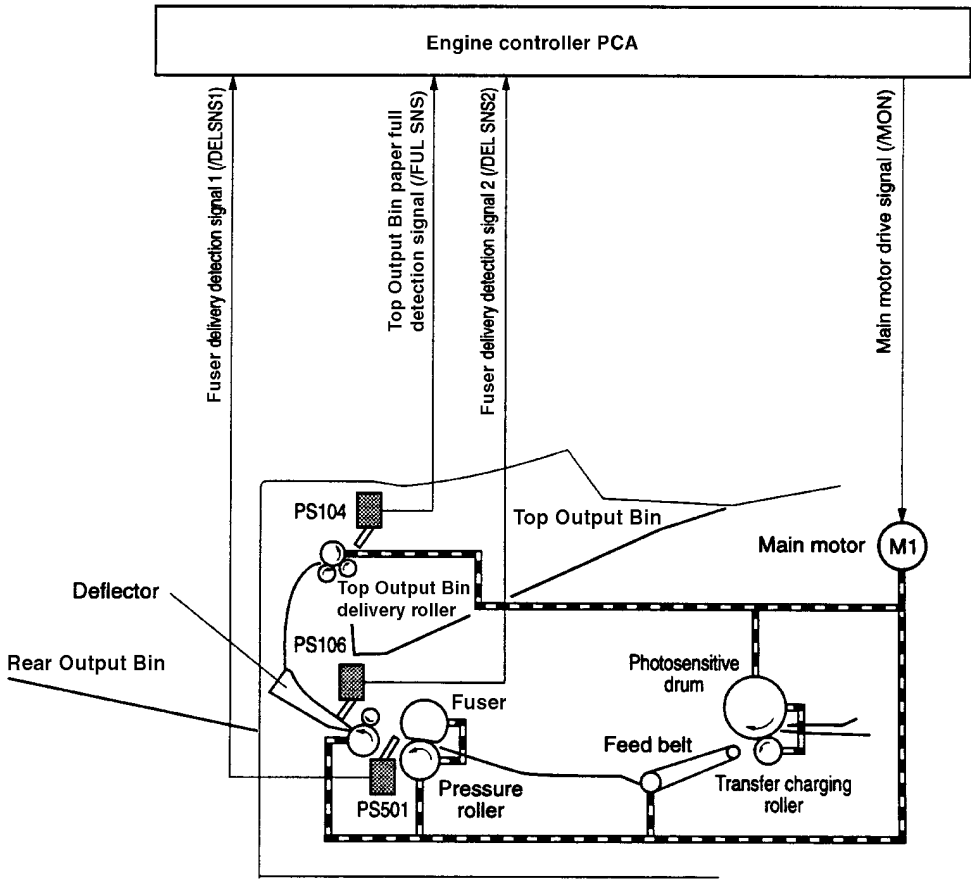 Engine controller PCA
Fuser delivery detection signal 1 (/DELSNS1)
Top Output Bin paper full
detection signal (/FUL SNS)
Fuser delivery detection signal 2 (/DEL SNS2)
Main motor drive signal (/MON)
PS104
Top Output Bin
Main motor
M1
Deflector
Top Output Bin
delivery roller
PS106
Rear Output Bin
Photosensitive
drum
Fuser
Feed belt
Pressure
roller
Transfer charging
roller
PS501